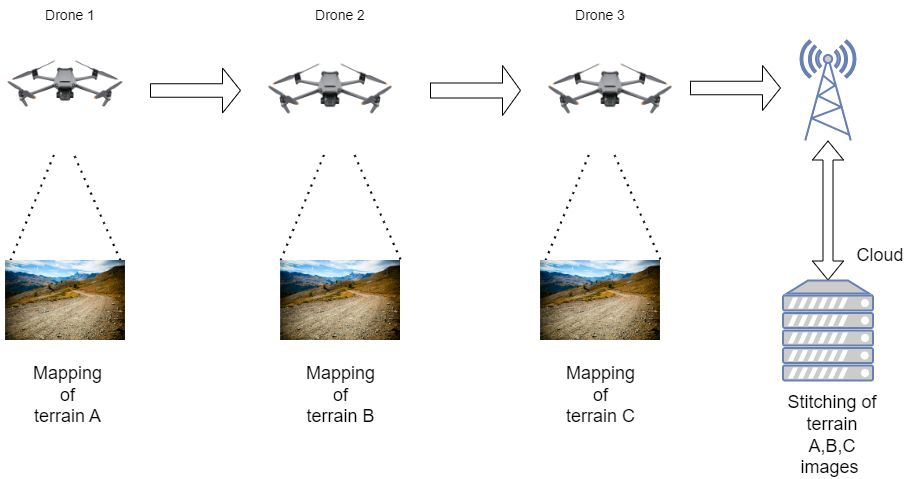 Drone 1
Drone 2
Drone 3
Cloud
Mapping
of
terrain A
Mapping
of
terrain B
Mapping
of
terrain C
Stitching of
terrain
A,B,C
images